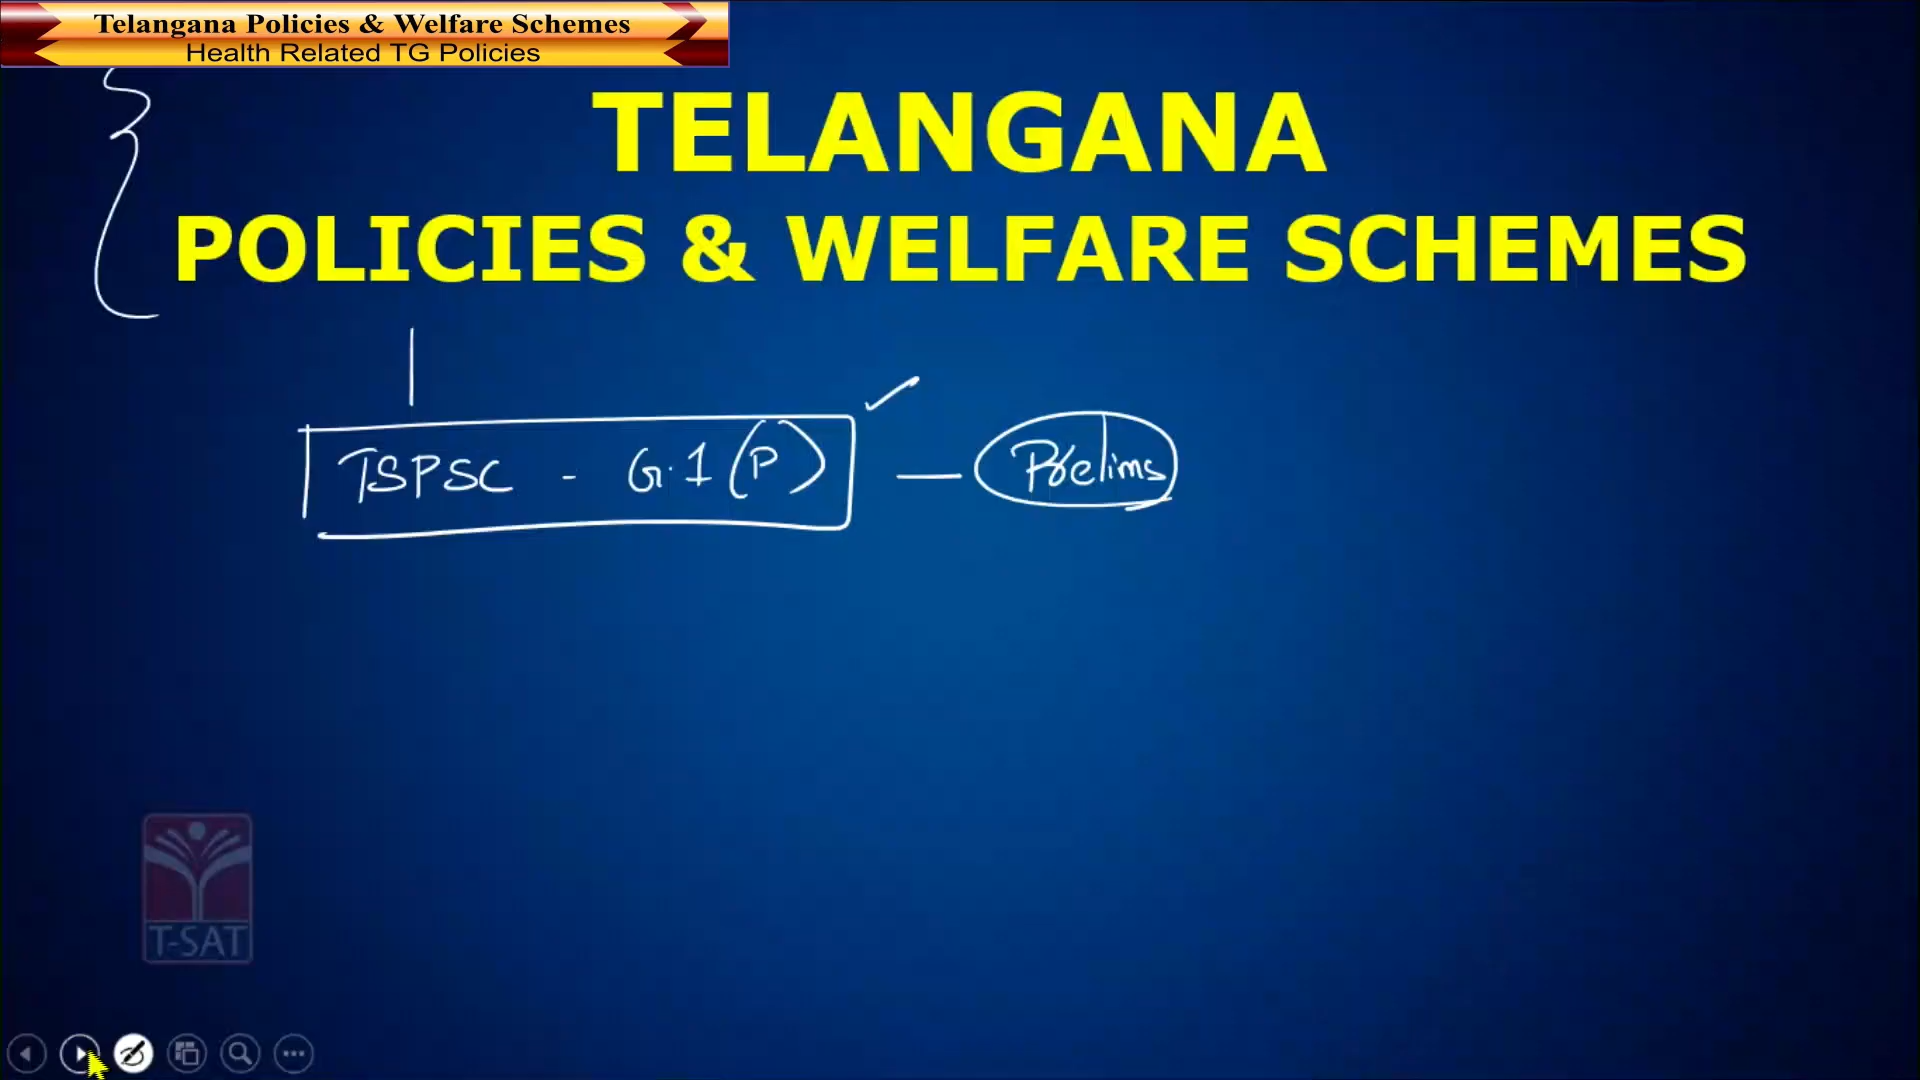 Telangana Policies & Welfare Schemes
Health Related TG Policies
TELANGANA
POLICIES & WELFARE SCHEMES
TSPSC - G.1 (P) — Prelims
T-SAT